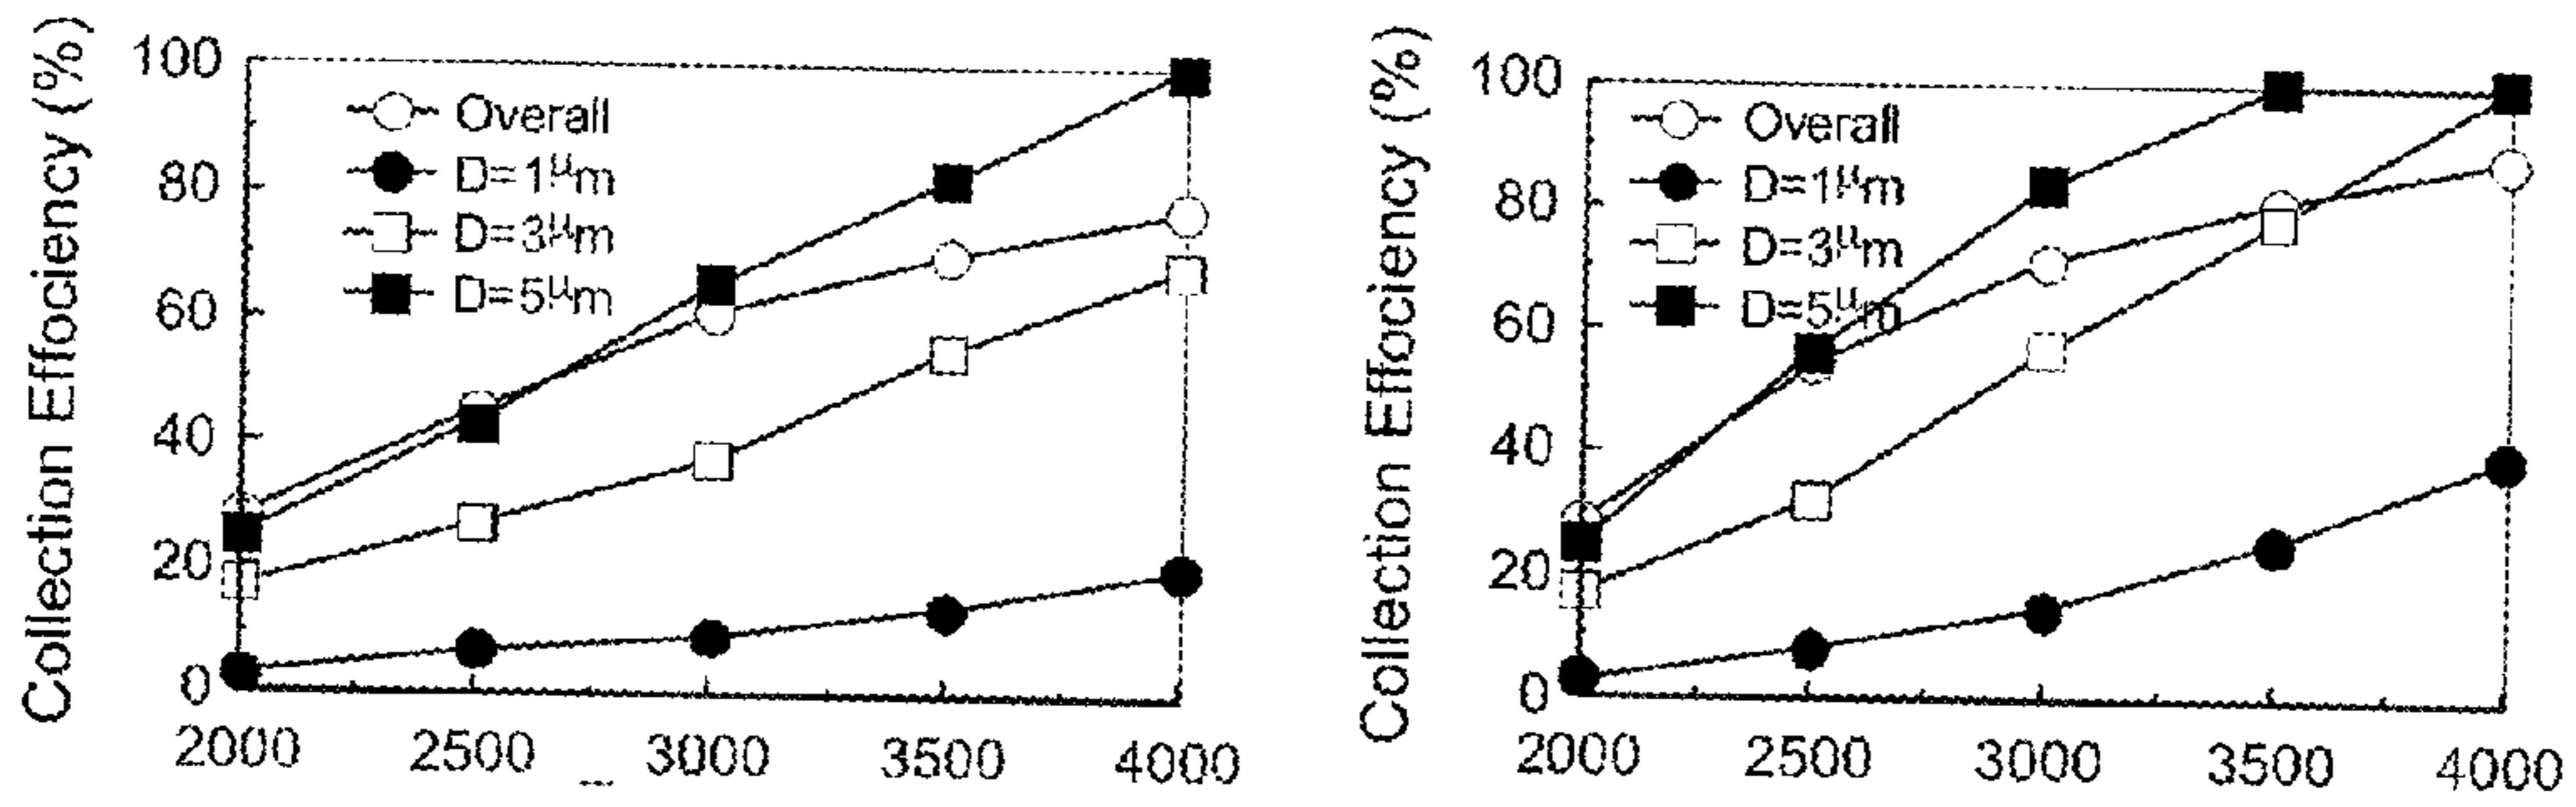 Collection Effociency (%)
100
80
60
40
20
0
Overall
D=1μm
D=3μm
D=5μm
2000 2500 3000 3500 4000
Collection Effociency (%)
100
80
60
40
20
0
Overall
D=1μm
D=3μm
D=5μm
2000 2500 3000 3500 4000